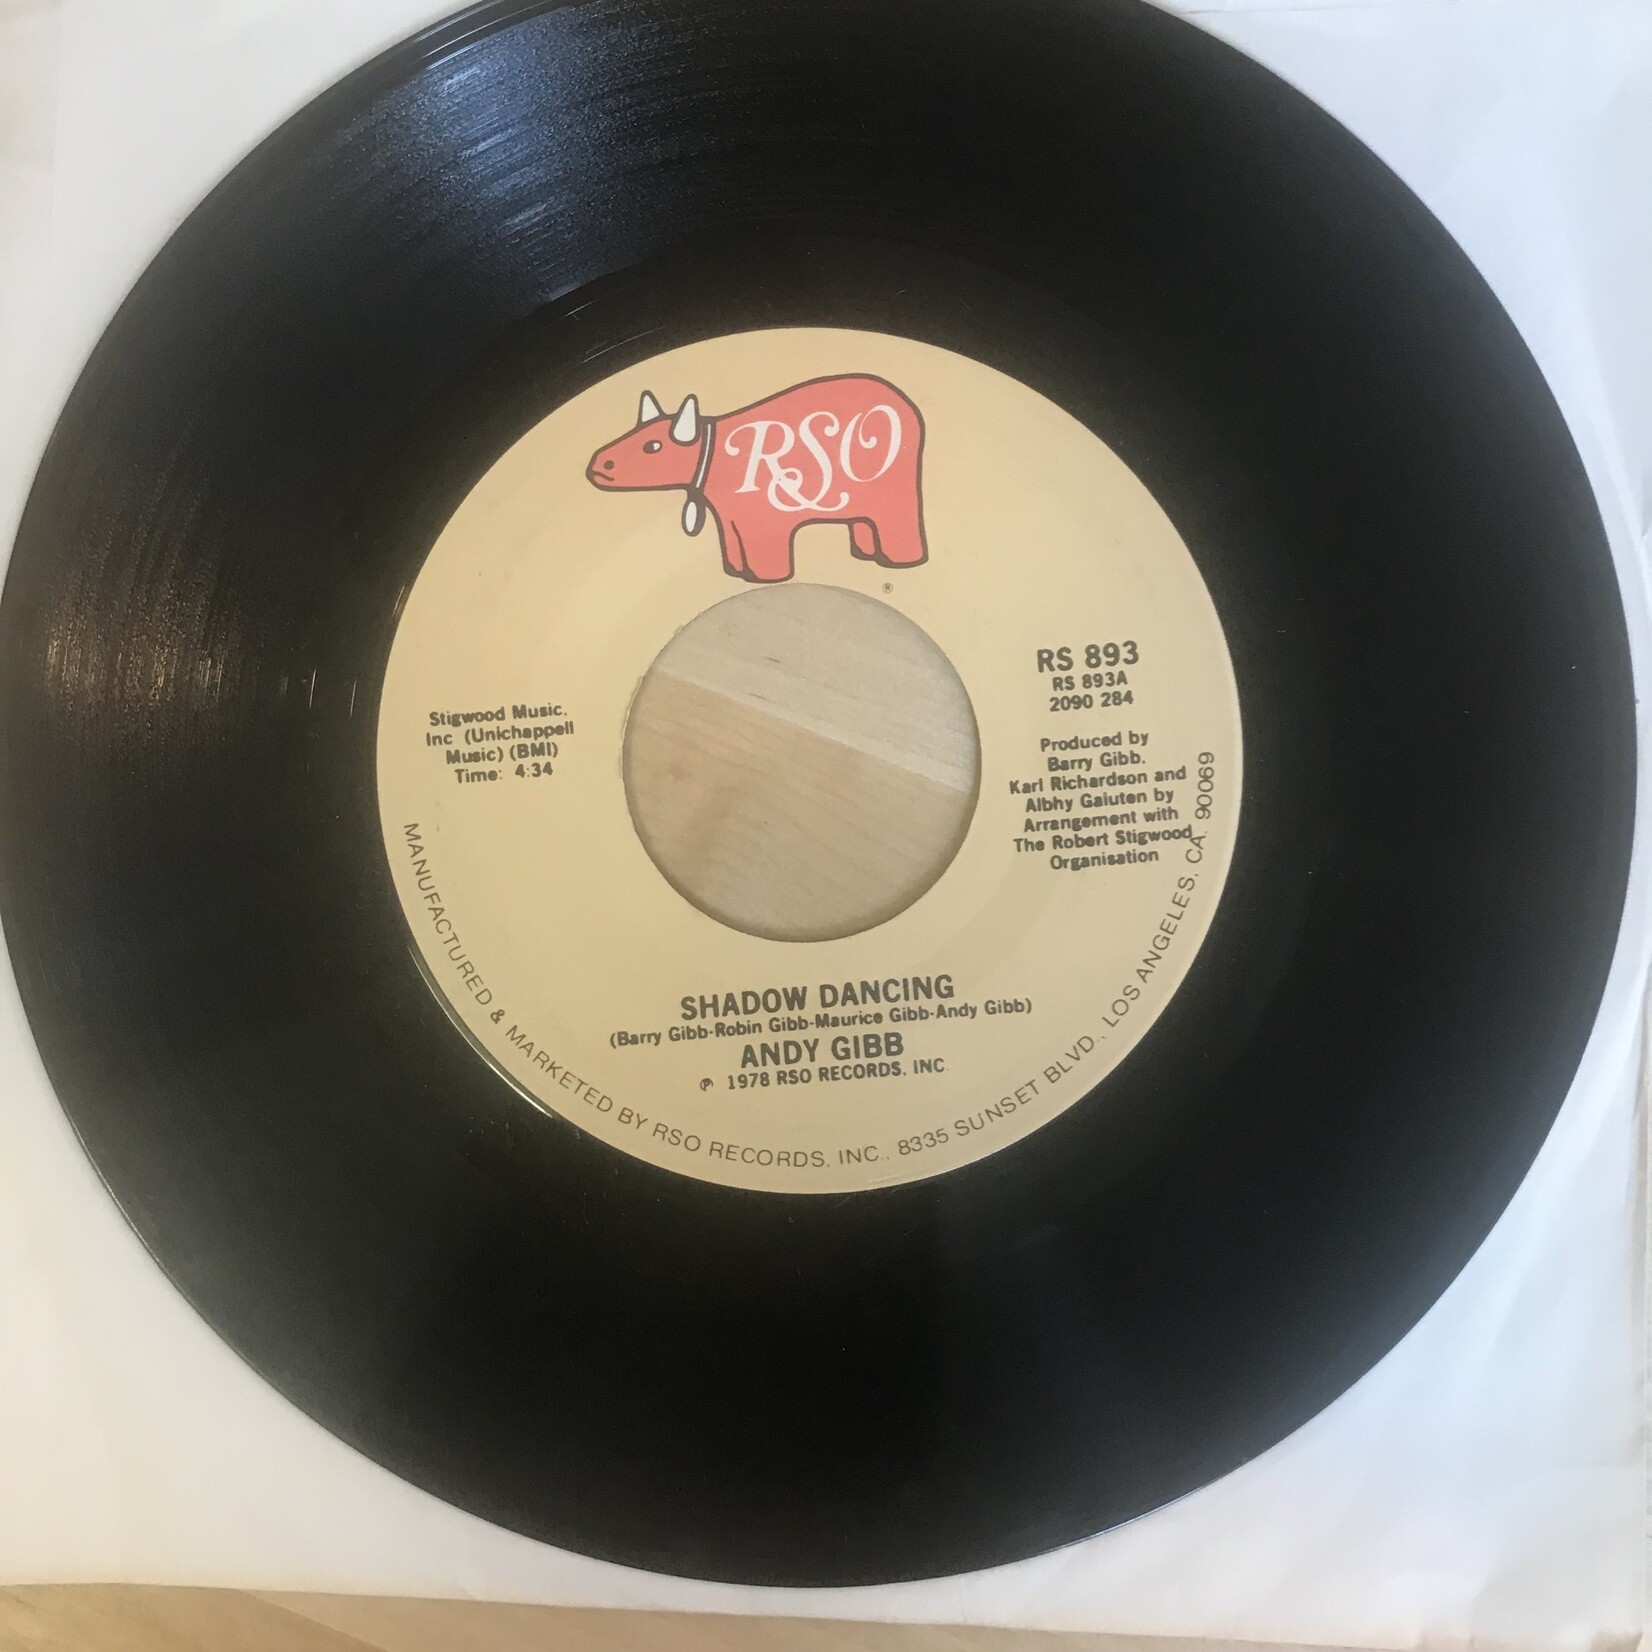 RSO
®
RS 893
RS 893A
2090 284
Stigwood Music,
Inc (Unichappell
Music) (BMI)
Time: 4:34
Produced by
Barry Gibb,
Karl Richardson and
Albhy Galuten by
Arrangement with
The Robert Stigwood
Organisation
SHADOW DANCING
(Barry Gibb-Robin Gibb-Maurice Gibb-Andy Gibb)
ANDY GIBB
℗ 1978 RSO RECORDS, INC.
MANUFACTURED & MARKETED BY RSO RECORDS, INC., 8335 SUNSET BLVD., LOS ANGELES, CA. 90069